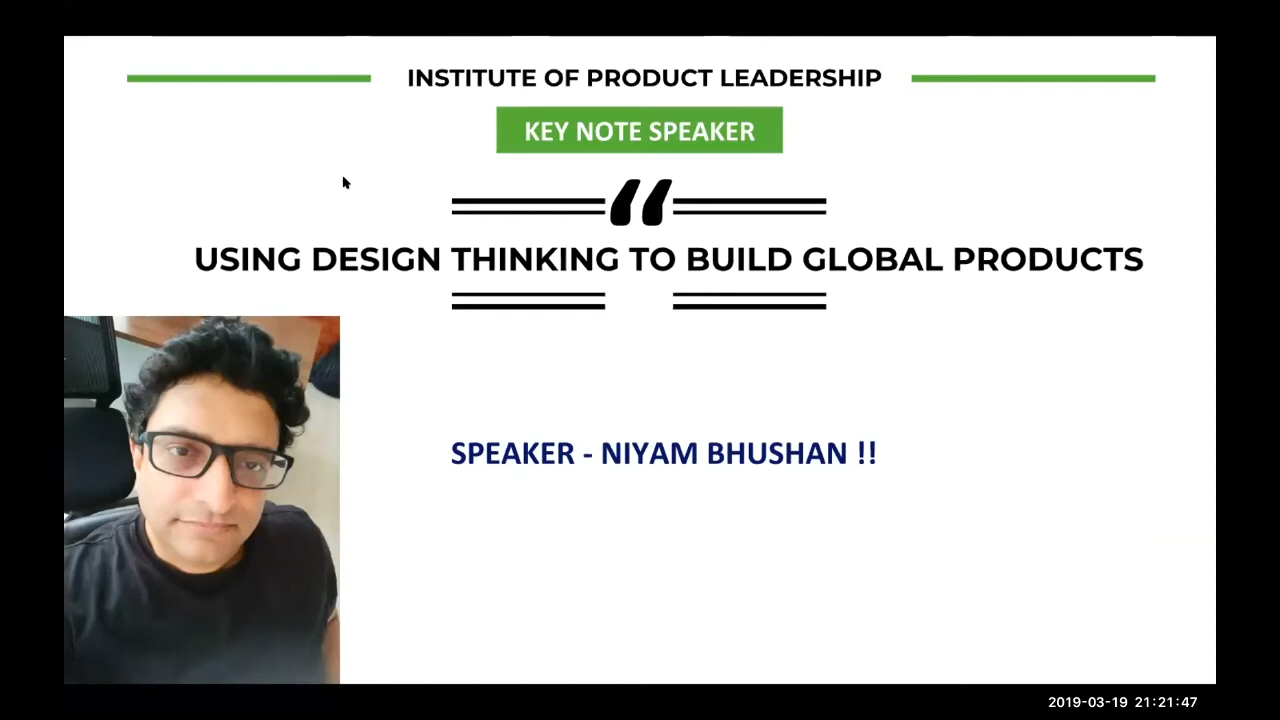 INSTITUTE OF PRODUCT LEADERSHIP
KEY NOTE SPEAKER
“
USING DESIGN THINKING TO BUILD GLOBAL PRODUCTS
SPEAKER - NIYAM BHUSHAN !!
2019-03-19 21:21:47